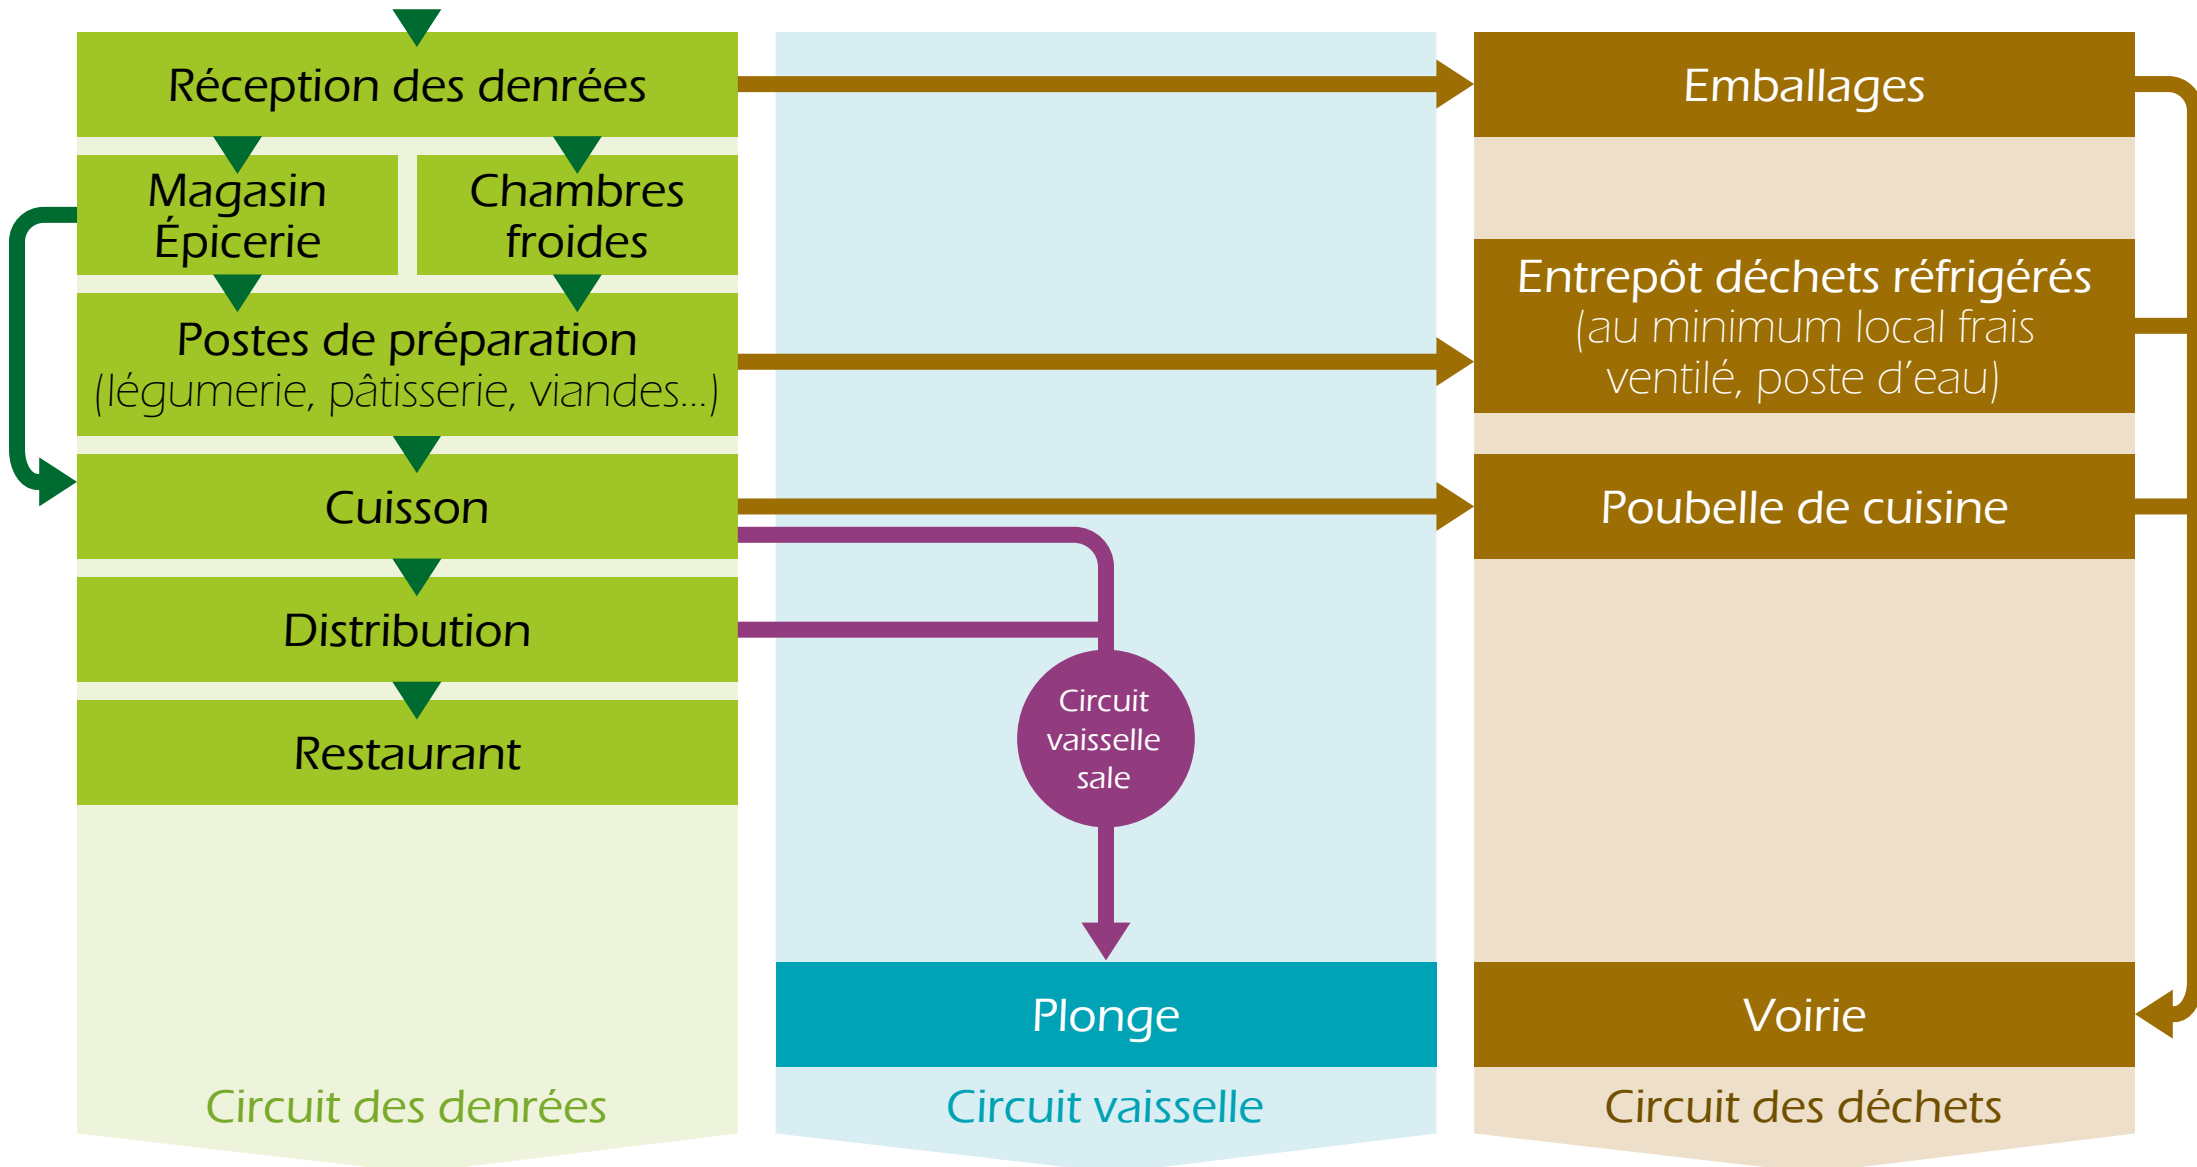 Réception des denrées
Magasin
Épicerie
Chambres
froides
Postes de préparation
(légumerie, pâtisserie, viandes...)
Cuisson
Distribution
Restaurant
Circuit des denrées
Circuit
vaisselle
sale
Plonge
Circuit vaisselle
Emballages
Entrepôt déchets réfrigérés
(au minimum local frais
ventilé, poste d’eau)
Poubelle de cuisine
Voirie
Circuit des déchets